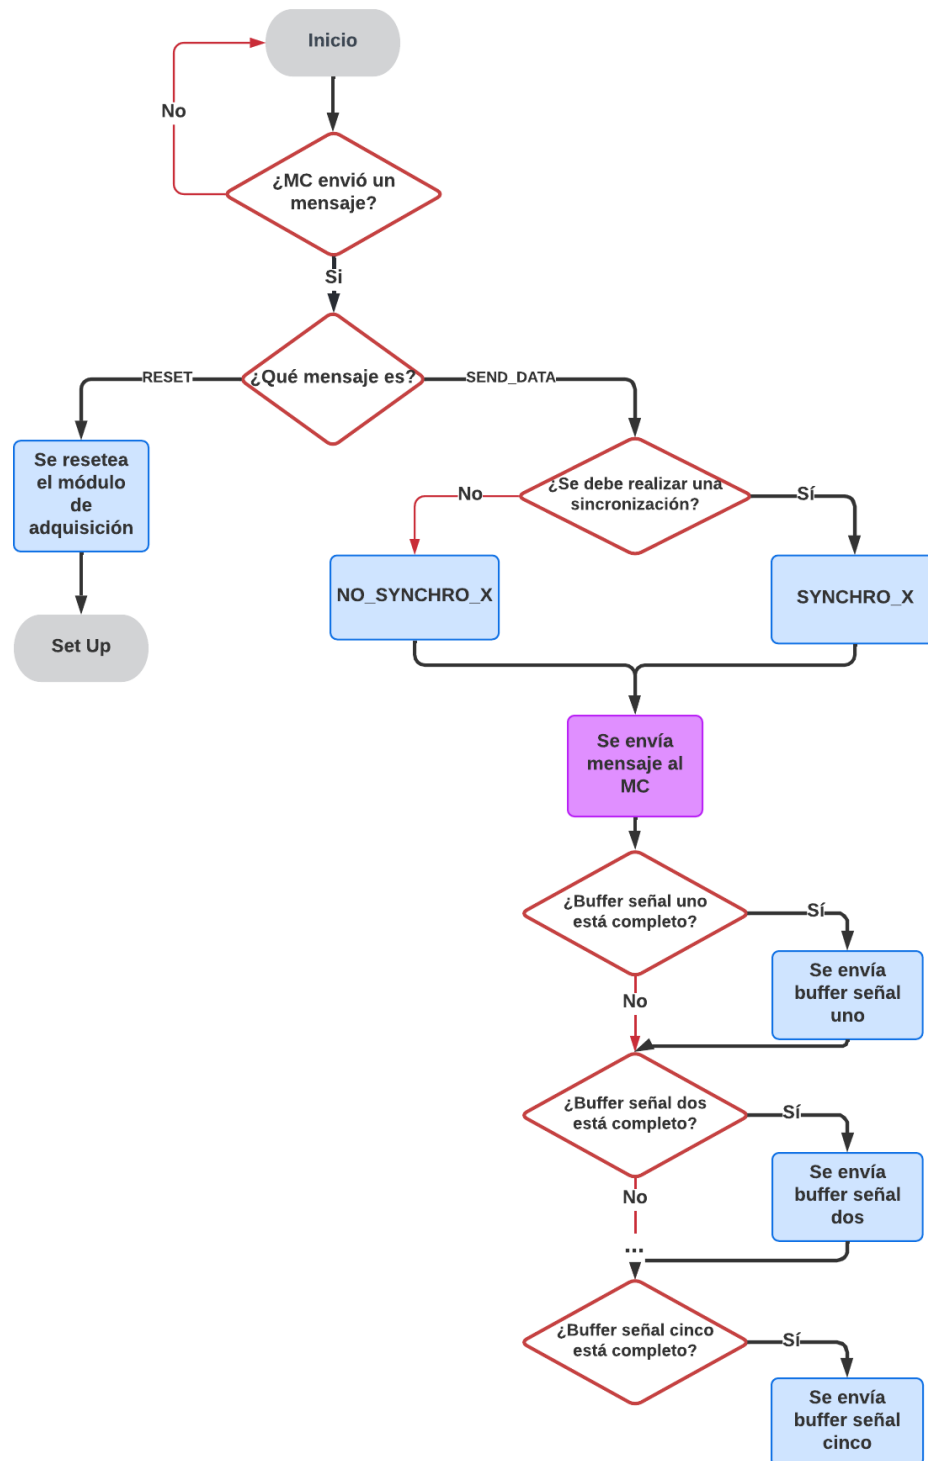 Inicio
No
¿MC envió un
mensaje?
Si
RESET
¿Qué mensaje es?
SEND_DATA
Se resetea
el módulo
de
adquisición
¿Se debe realizar una
sincronización?
No
Sí
NO_SYNCHRO_X
SYNCHRO_X
Set Up
Se envía
mensaje al
MC
¿Buffer señal uno
está completo?
Sí
Se envía
buffer señal
uno
No
¿Buffer señal dos
está completo?
Sí
Se envía
buffer señal
dos
No
...
¿Buffer señal cinco
está completo?
Sí
Se envía
buffer señal
cinco